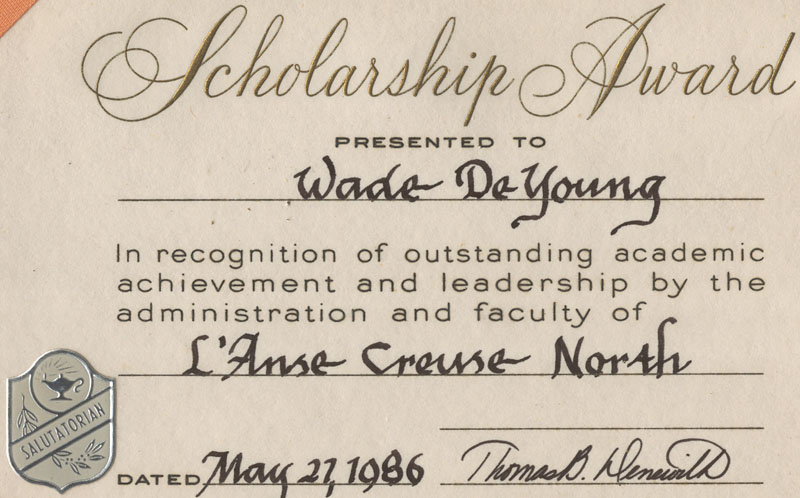 Scholarship Award
PRESENTED TO
Wade DeYoung
In recognition of outstanding academic
achievement and leadership by the
administration and faculty of
L'Anse Creuse North
SALUTATORIAN
DATED May 27, 1986
Thomas B.